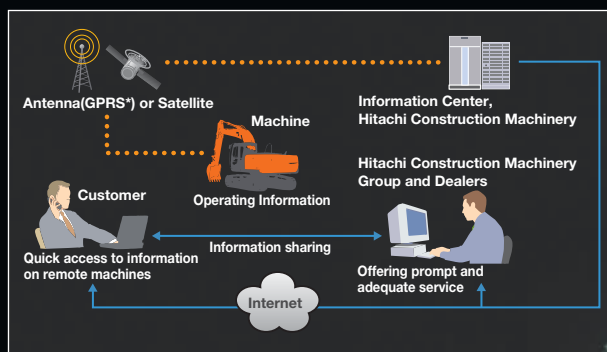 Antenna(GPRS*) or Satellite
Information Center,
Hitachi Construction Machinery
Machine
Operating Information
Hitachi Construction Machinery
Group and Dealers
Customer
Information sharing
Quick access to information
on remote machines
Offering prompt and
adequate service
Internet